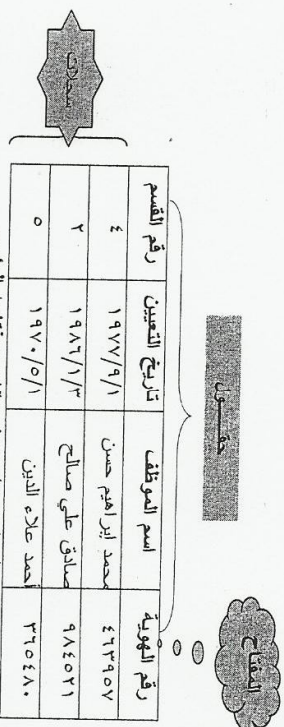 حقول
المفتاح
سجلات
رقم الهوية اسم الموظف تاريخ التعيين رقم القسم
٤٦٣٩٥٧ محمد ابراهيم حسن ١٩٧٧/٩/١ ٤
٩٨٤٥٢١ صادق علي صالح ١٩٨٦/١/٣ ٢
٣٦٥٤٨٠ أحمد علاء الدين ١٩٧٠/٥/١ ٥